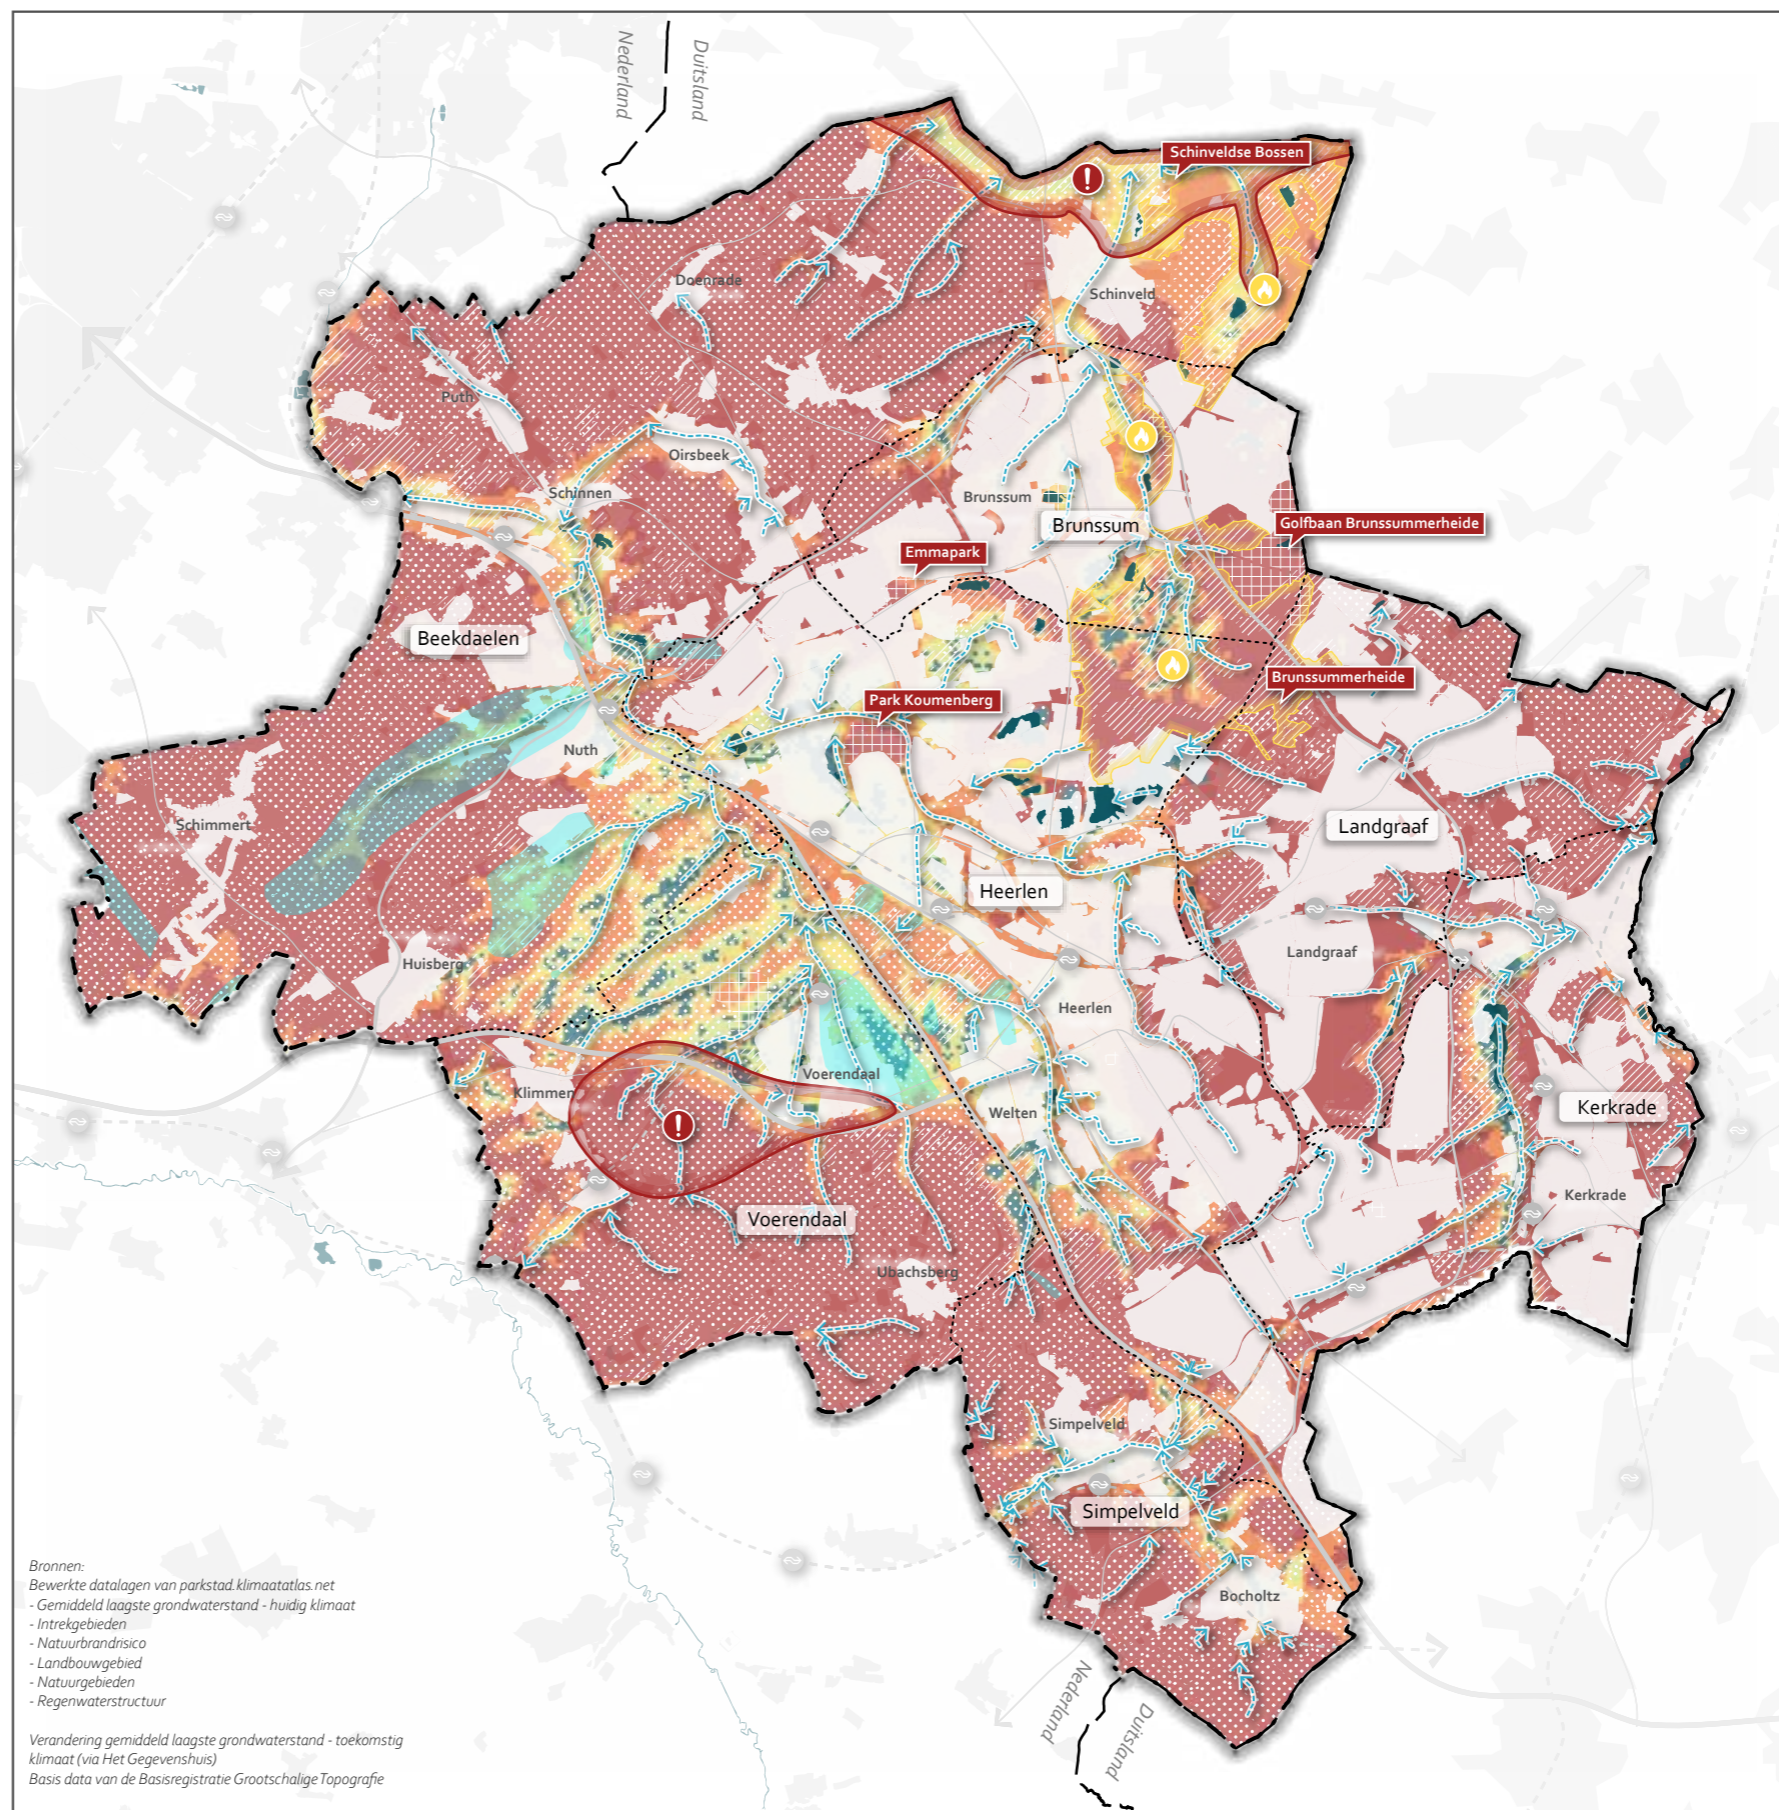 Nederland
Duitsland
Schinveldse Bossen
Doenrade
Schinveld
Puth
Oirsbeek
Schinnen
Brunssum
Brunssum
Golfbaan Brunssummerheide
Emmapark
Beekdaelen
Brunssummerheide
Park Koumenberg
Nuth
Schimmert
Landgraaf
Heerlen
Huisberg
Landgraaf
Heerlen
Voerendaal
Klimmen
Welten
Kerkrade
Kerkrade
Voerendaal
Ubachsberg
Simpelveld
Simpelveld
Bocholtz
Nederland
Duitsland
Bronnen:
Bewerkte datalagen van parkstad.klimaatatlas.net
- Gemiddeld laagste grondwaterstand - huidig klimaat
- Intrekgebieden
- Natuurbrandrisico
- Landbouwgebied
- Natuurgebieden
- Regenwaterstructuur
Verandering gemiddeld laagste grondwaterstand - toekomstig
klimaat (via Het Gegevenshuis)
Basis data van de Basisregistratie Grootschalige Topografie